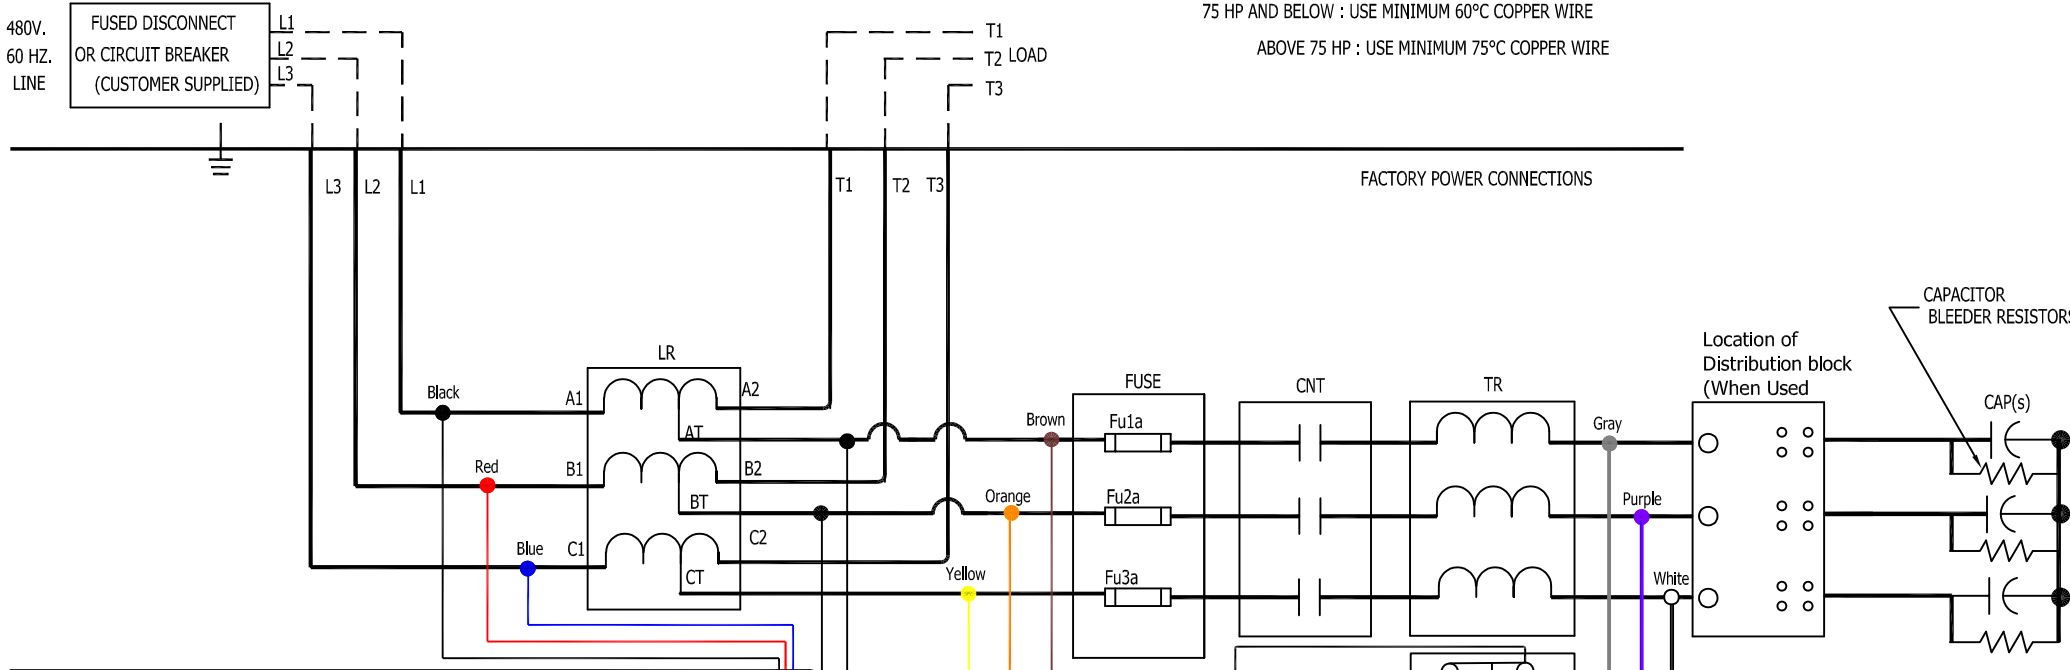 480V.
60 HZ.
LINE
FUSED DISCONNECT
OR CIRCUIT BREAKER
(CUSTOMER SUPPLIED)
L1
L2
L3
T1
T2 LOAD
T3
75 HP AND BELOW : USE MINIMUM 60°C COPPER WIRE
ABOVE 75 HP : USE MINIMUM 75°C COPPER WIRE
L3 L2 L1
T1 T2 T3
FACTORY POWER CONNECTIONS
CAPACITOR
BLEEDER RESISTORS
LR
Black
A1
A2
AT
Red
B1
B2
BT
Blue
C1
C2
CT
Brown
Orange
Yellow
FUSE
Fu1a
Fu2a
Fu3a
CNT
TR
Gray
Purple
White
Location of
Distribution block
(When Used
CAP(s)